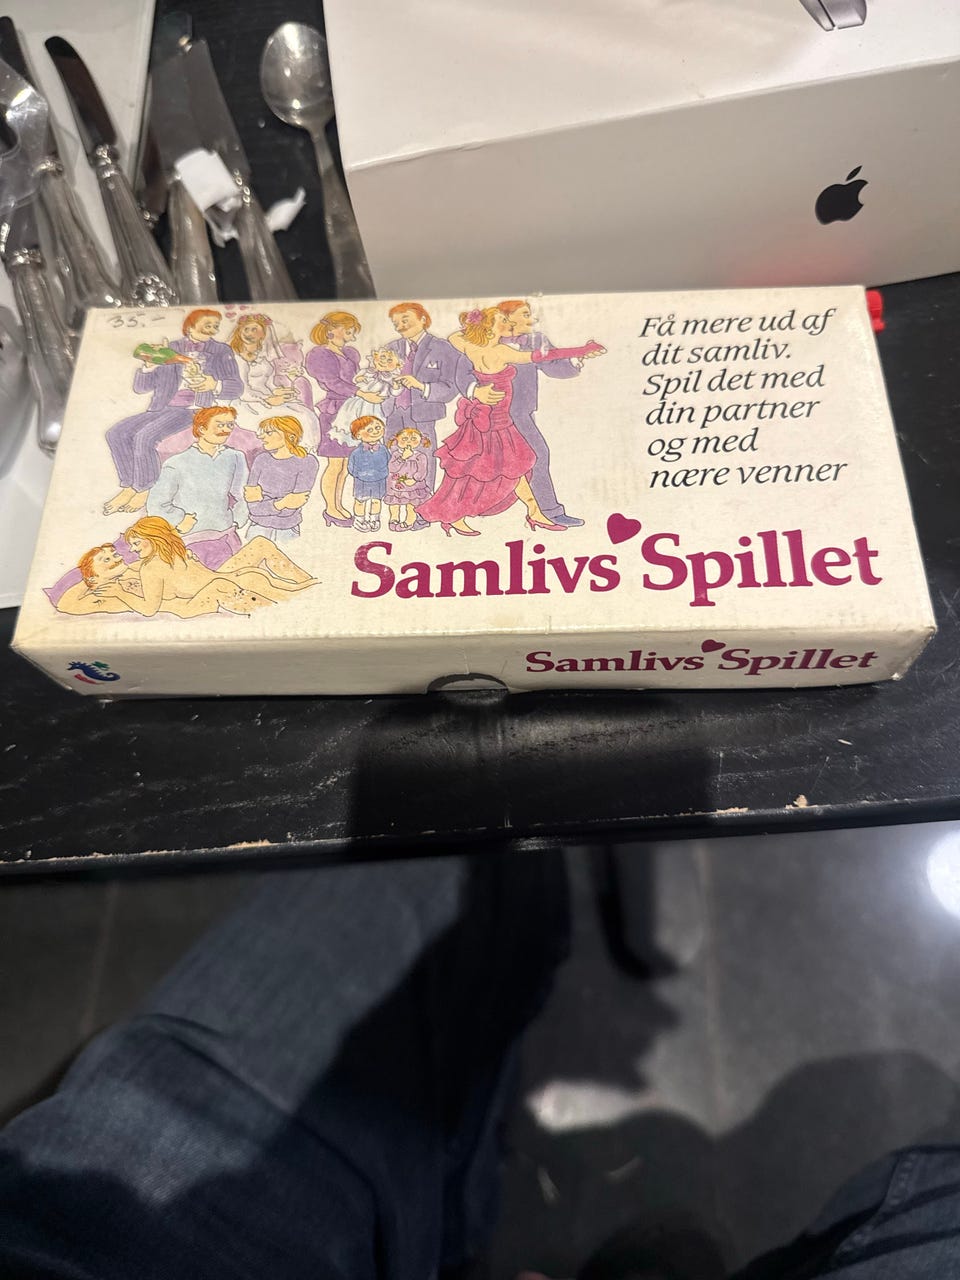 35.-
Få mere ud af
dit samliv.
Spil det med
din partner
og med
nære venner
Samlivs Spillet
Samlivs Spillet